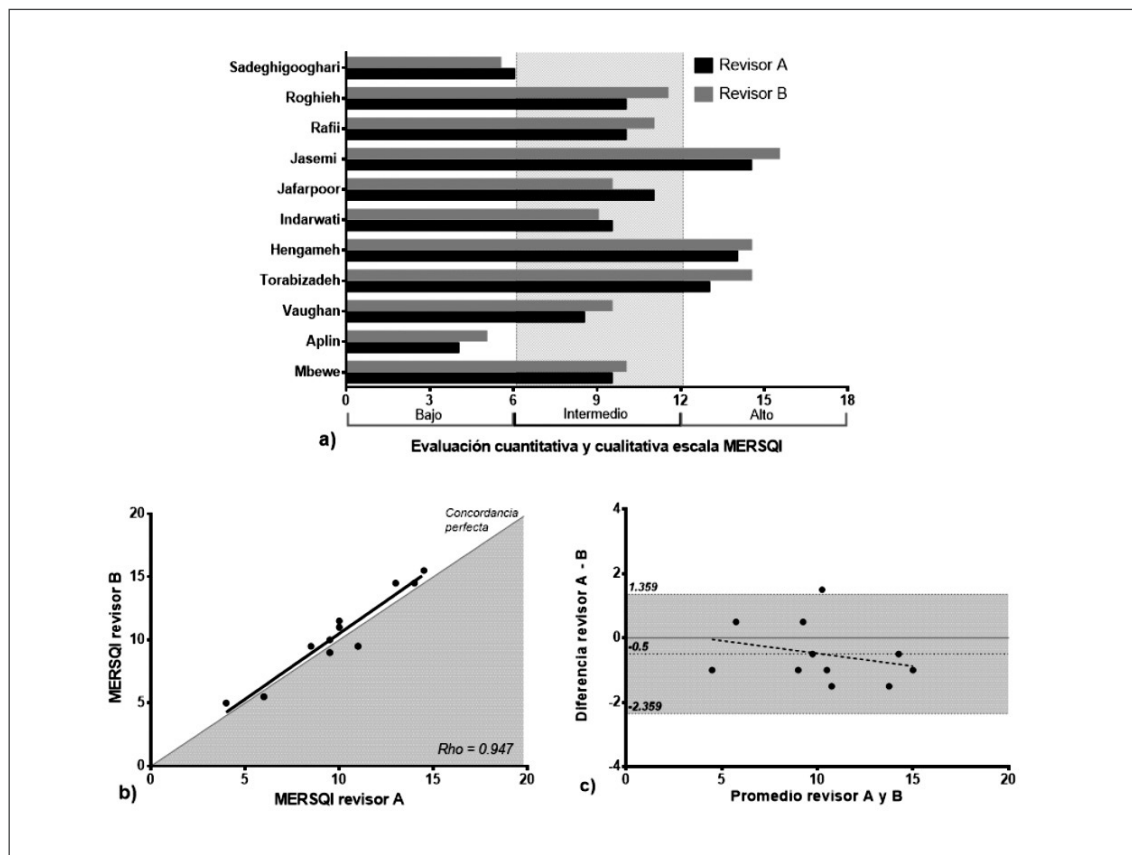 Sadeghigooghari
Roghieh
Rafii
Jasemi
Jafarpoor
Indarwati
Hengameh
Torabizadeh
Vaughan
Aplin
Mbewe
Revisor A
Revisor B
0 3 6 9 12 15 18
Bajo Intermedio Alto
a)
Evaluación cuantitativa y cualitativa escala MERSQI
20
15
10
5
0
MERSQI revisor B
Concordancia
perfecta
Rho = 0.947
0 5 10 15 20
b)
MERSQI revisor A
4
2
0
-2
-4
Diferencia revisor A - B
1.359
-0.5
-2.359
0 5 10 15 20
c)
Promedio revisor A y B